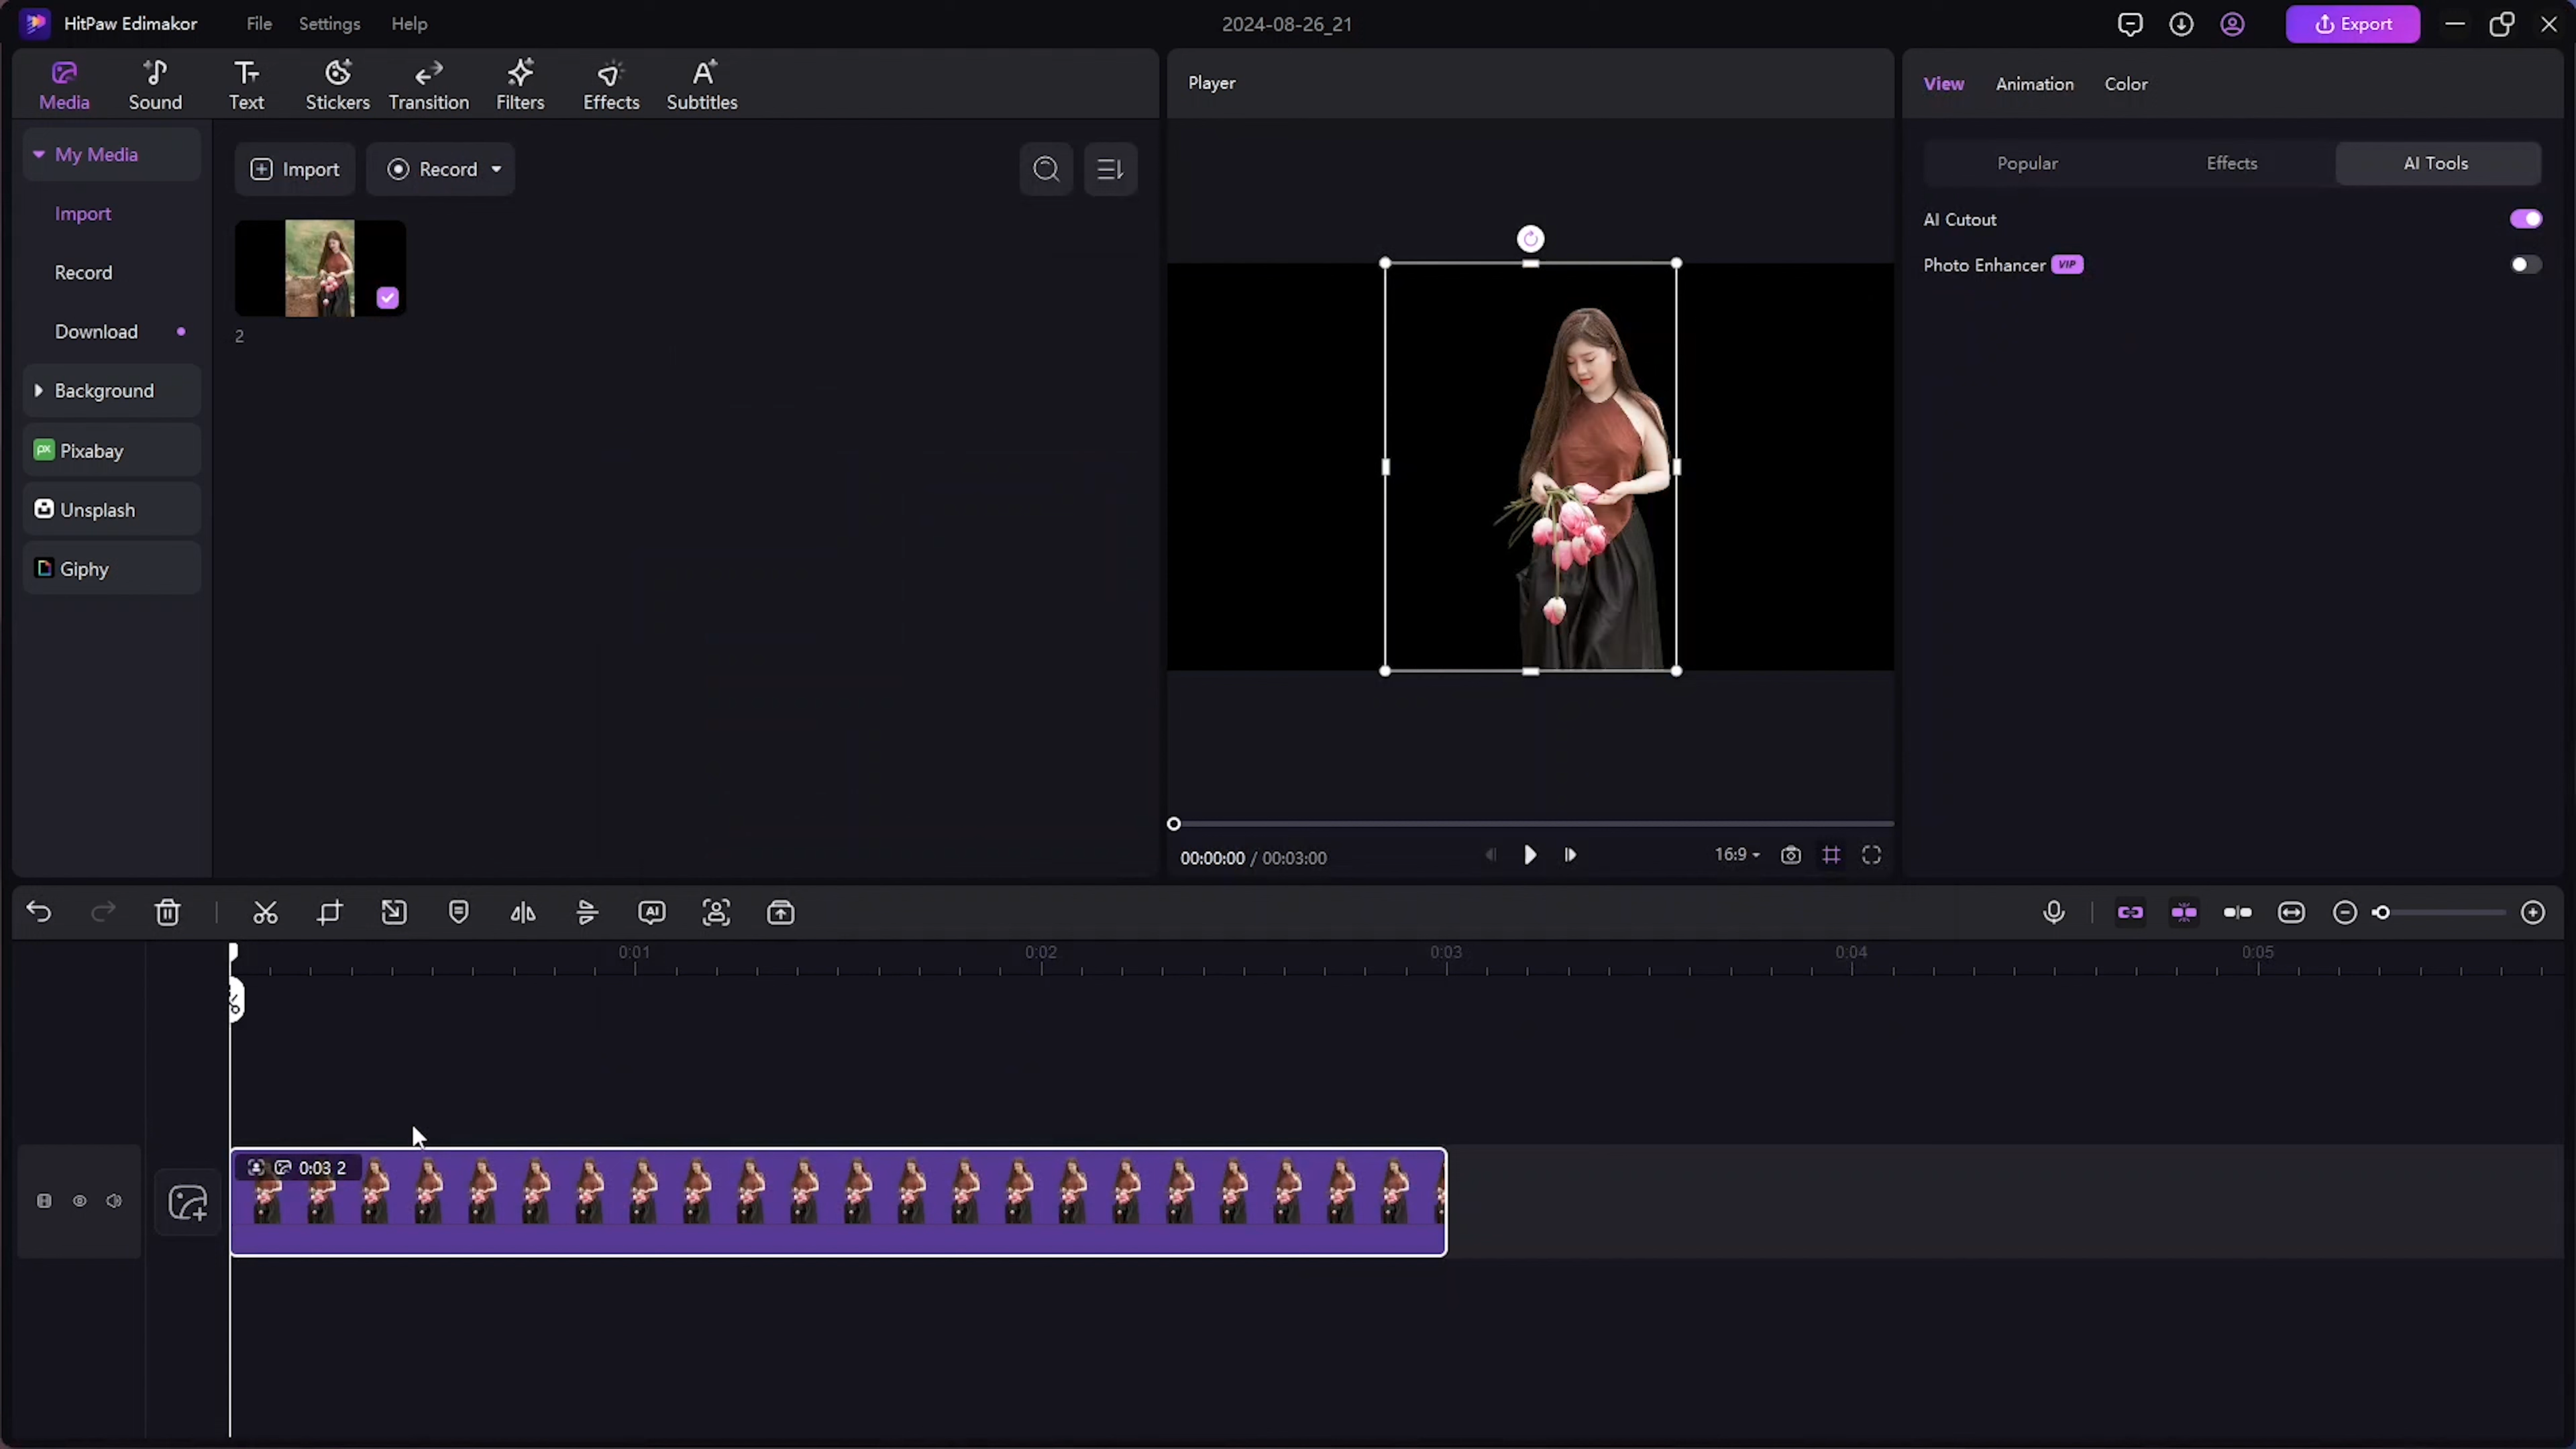 HitPaw Edimakor File Settings Help 2024-08-26_21 Export
Media Sound Text Stickers Transition Filters Effects Subtitles
Player
View Animation Color
My Media
Import
Record
Download
Background
px Pixabay
Unsplash
Giphy
Import Record
2
Popular Effects AI Tools
AI Cutout
Photo Enhancer VIP
00:00:00 / 00:03:00
16:9
AI
0:01 0:02 0:03 0:04 0:05
0:03 2